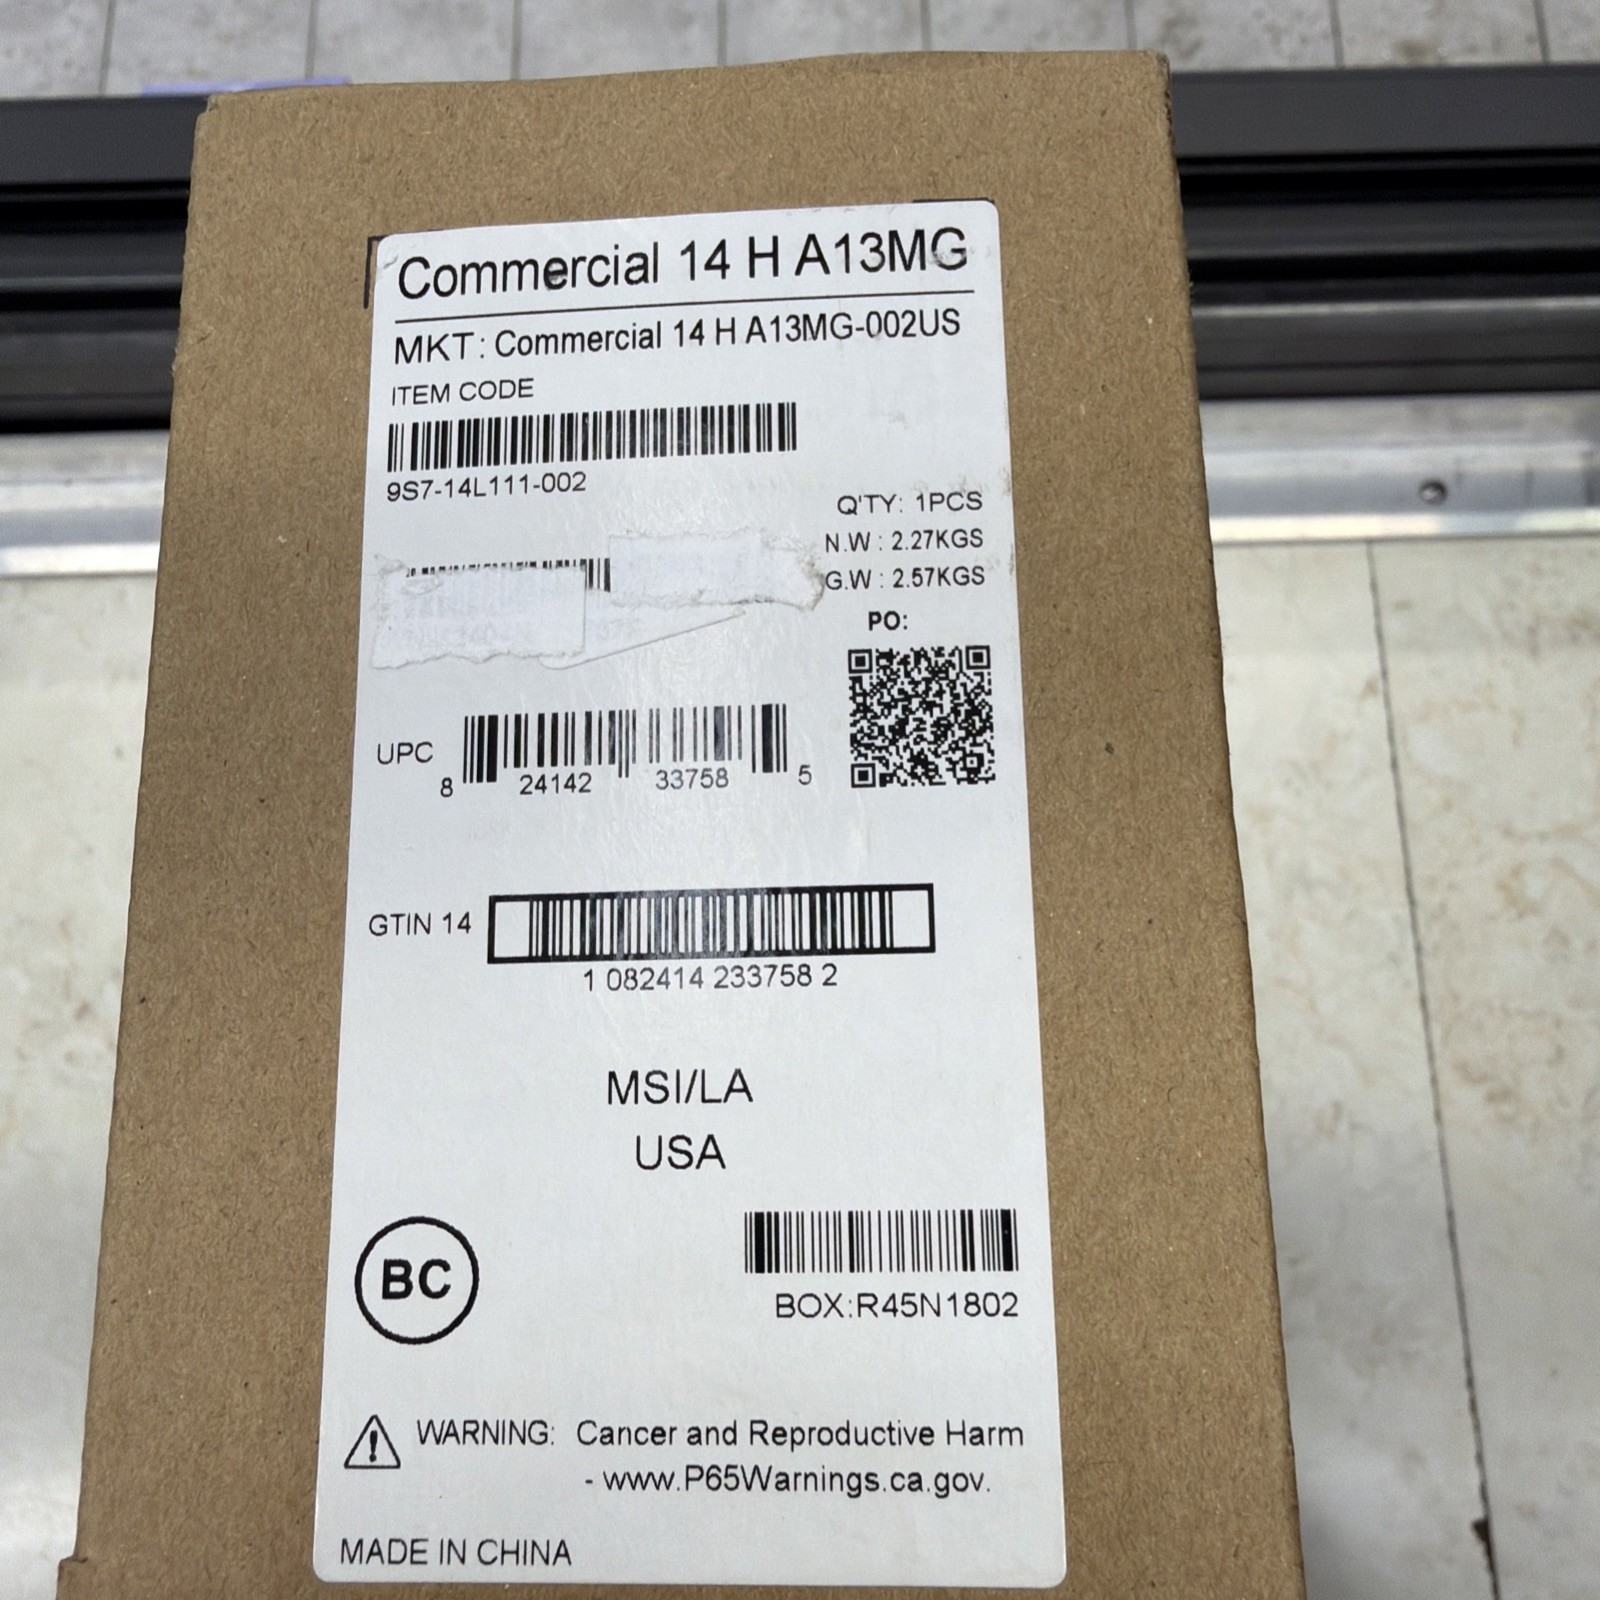 Commercial 14 H A13MG
MKT: Commercial 14 H A13MG-002US
ITEM CODE
9S7-14L111-002
Q'TY: 1PCS
N.W : 2.27KGS
G.W : 2.57KGS
PO:
UPC
8 24142 33758 5
GTIN 14
1 082414 233758 2
MSI/LA
USA
BC
BOX:R45N1802
WARNING: Cancer and Reproductive Harm
- www.P65Warnings.ca.gov.
MADE IN CHINA